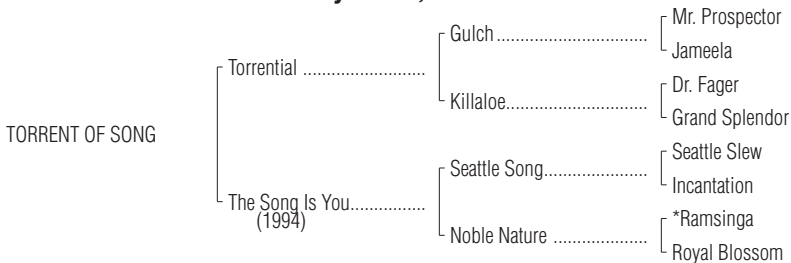 Mr. Prospector
Gulch ................................
Jameela
Torrential ..........................
Dr. Fager
Killaloe..............................
Grand Splendor
TORRENT OF SONG
Seattle Slew
Seattle Song......................
Incantation
The Song Is You................
(1994)
*Ramsinga
Noble Nature ....................
Royal Blossom